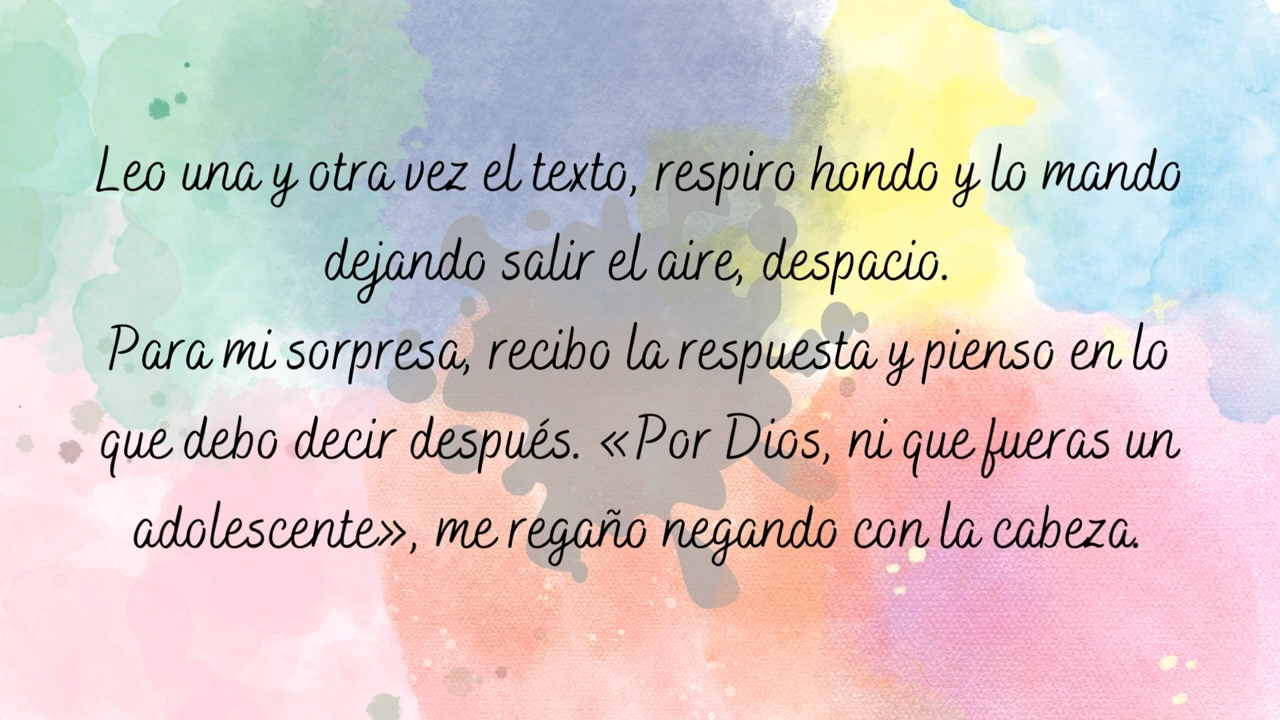 Leo una y otra vez el texto, respiro hondo y lo mando
dejando salir el aire, despacio.
Para mi sorpresa, recibo la respuesta y pienso en lo
que debo decir después. «Por Dios, ni que fueras un
adolescente», me regaño negando con la cabeza.